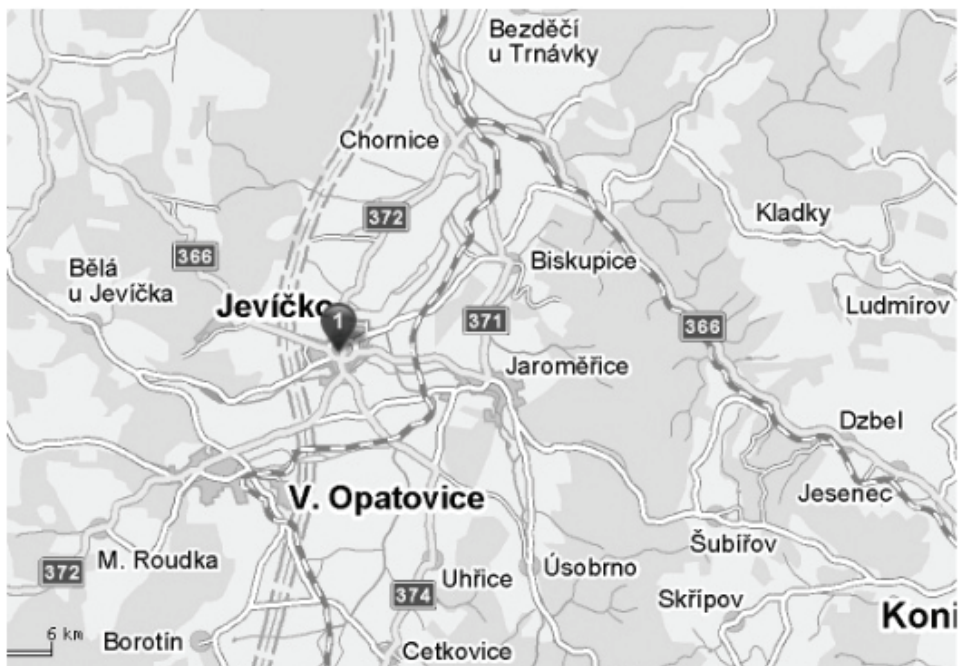 Bezděčí
u Trnávky
Chornice
372
Kladky
366
Biskupice
Bělá
u Jevíčka
Ludmírov
Jevíčko
1
371
366
Jaroměřice
Dzbel
V. Opatovice
Jesenec
Šubířov
M. Roudka
372
Uhřice
Úsobrno
374
Skřípov
Koni
6 km
Borotín
Cetkovice